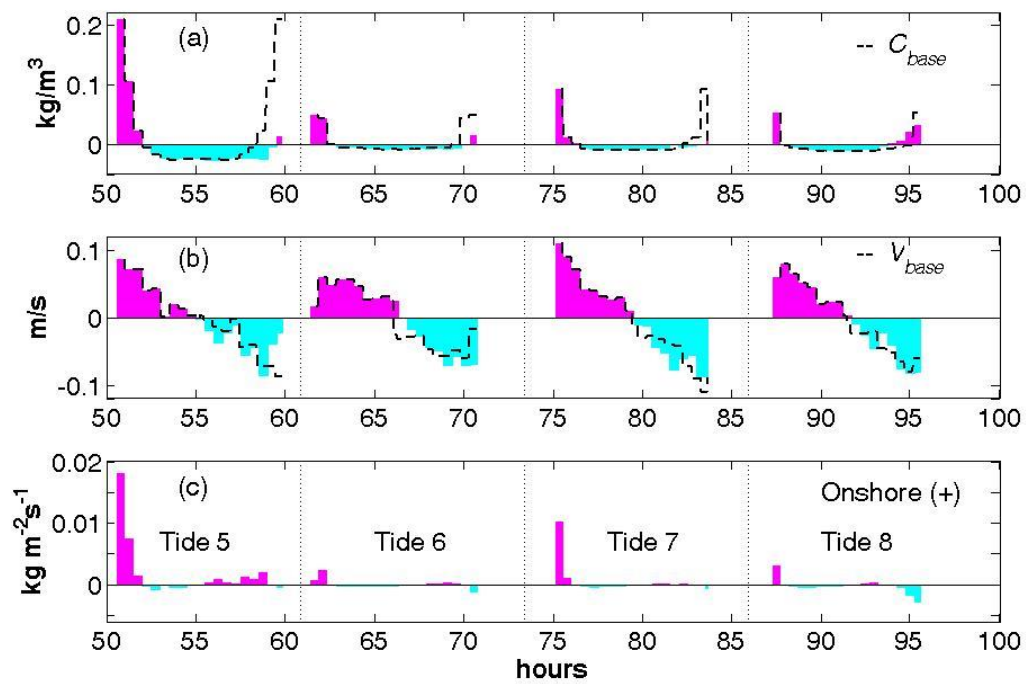 kg/m³
0.2
0.1
0
(a)
-- C_base
50 55 60 65 70 75 80 85 90 95 100
m/s
0.1
0
-0.1
(b)
-- V_base
50 55 60 65 70 75 80 85 90 95 100
kg m⁻²s⁻¹
0.02
0.01
0
(c)
Onshore (+)
Tide 5 Tide 6 Tide 7 Tide 8
50 55 60 65 70 75 80 85 90 95 100
hours